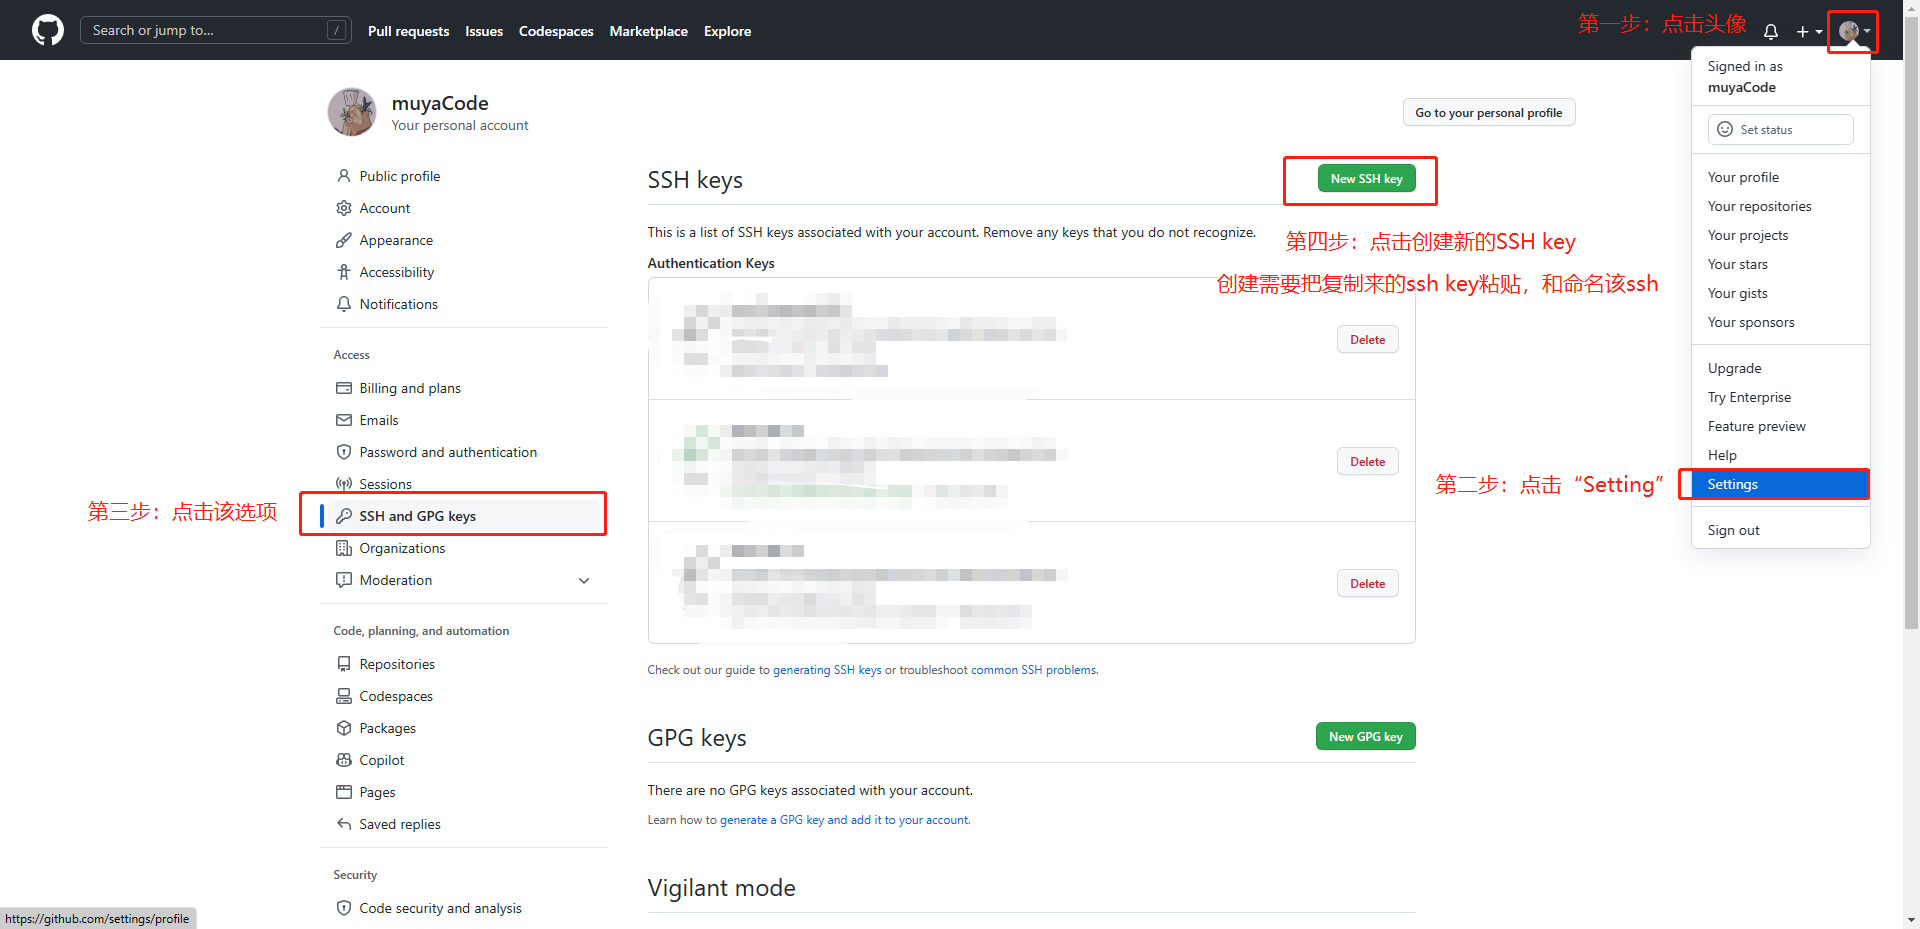 Search or jump to...
/
Pull requests
Issues
Codespaces
Marketplace
Explore
第一步：点击头像
Signed in as
muyaCode
Set status
Your profile
Your repositories
Your projects
Your stars
Your gists
Your sponsors
Upgrade
Try Enterprise
Feature preview
Help
Settings
Sign out
第二步：点击“Setting”
muyaCode
Your personal account
Go to your personal profile
Public profile
Account
Appearance
Accessibility
Notifications
Access
Billing and plans
Emails
Password and authentication
Sessions
SSH and GPG keys
第三步：点击该选项
Organizations
Moderation
Code, planning, and automation
Repositories
Codespaces
Packages
Copilot
Pages
Saved replies
Security
Code security and analysis
SSH keys
New SSH key
This is a list of SSH keys associated with your account. Remove any keys that you do not recognize.
第四步：点击创建新的SSH key
创建需要把复制来的ssh key粘贴，和命名该ssh
Authentication Keys
Delete
Delete
Delete
Check out our guide to generating SSH keys or troubleshoot common SSH problems.
GPG keys
New GPG key
There are no GPG keys associated with your account.
Learn how to generate a GPG key and add it to your account.
Vigilant mode
https://github.com/settings/profile